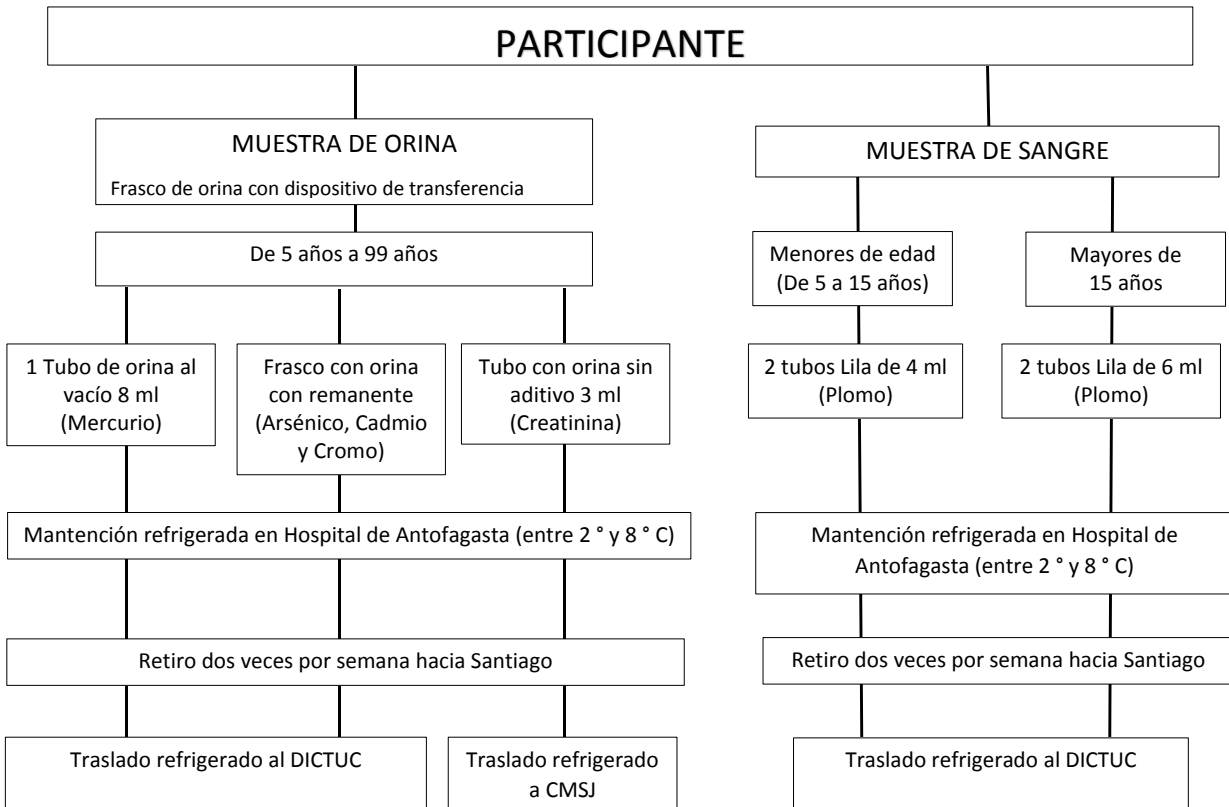 PARTICIPANTE
MUESTRA DE ORINA
Frasco de orina con dispositivo de transferencia
MUESTRA DE SANGRE
De 5 años a 99 años
Menores de edad
(De 5 a 15 años)
Mayores de
15 años
1 Tubo de orina al
vacío 8 ml
(Mercurio)
Frasco con orina
con remanente
(Arsénico, Cadmio
y Cromo)
Tubo con orina sin
aditivo 3 ml
(Creatinina)
2 tubos Lila de 4 ml
(Plomo)
2 tubos Lila de 6 ml
(Plomo)
Mantención refrigerada en Hospital de Antofagasta (entre 2 ° y 8 ° C)
Mantención refrigerada en Hospital de
Antofagasta (entre 2 ° y 8 ° C)
Retiro dos veces por semana hacia Santiago
Retiro dos veces por semana hacia Santiago
Traslado refrigerado al DICTUC
Traslado refrigerado
a CMSJ
Traslado refrigerado al DICTUC